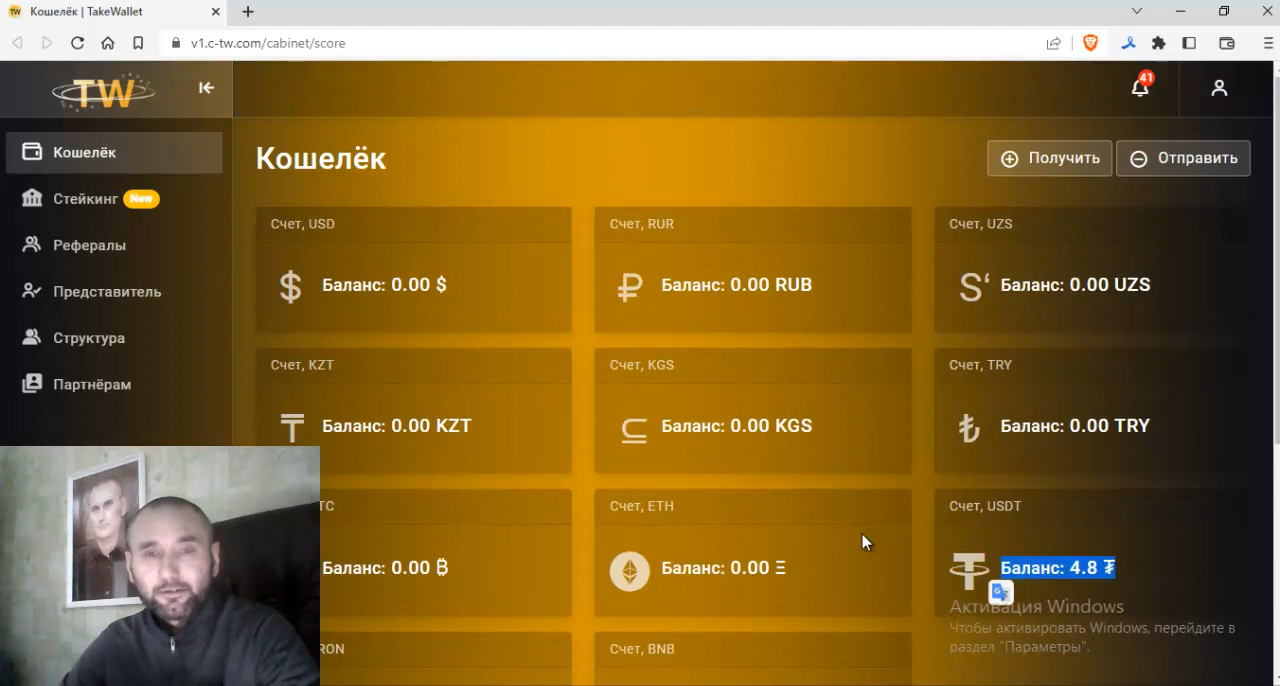 TW Кошелёк | TakeWallet
v1.c-tw.com/cabinet/score
TW
41
Кошелёк
Стейкинг New
Рефералы
Представитель
Структура
Партнёрам
Кошелёк
Получить
Отправить
Счет, USD
$ Баланс: 0.00 $
Счет, RUR
₽ Баланс: 0.00 RUB
Счет, UZS
Sʻ Баланс: 0.00 UZS
Счет, KZT
₸ Баланс: 0.00 KZT
Счет, KGS
⊆ Баланс: 0.00 KGS
Счет, TRY
₺ Баланс: 0.00 TRY
TC
Баланс: 0.00 ₿
Счет, ETH
Баланс: 0.00 Ξ
Счет, USDT
Баланс: 4.8 ₮
RON
Счет, BNB
Активация Windows
Чтобы активировать Windows, перейдите в
раздел "Параметры".